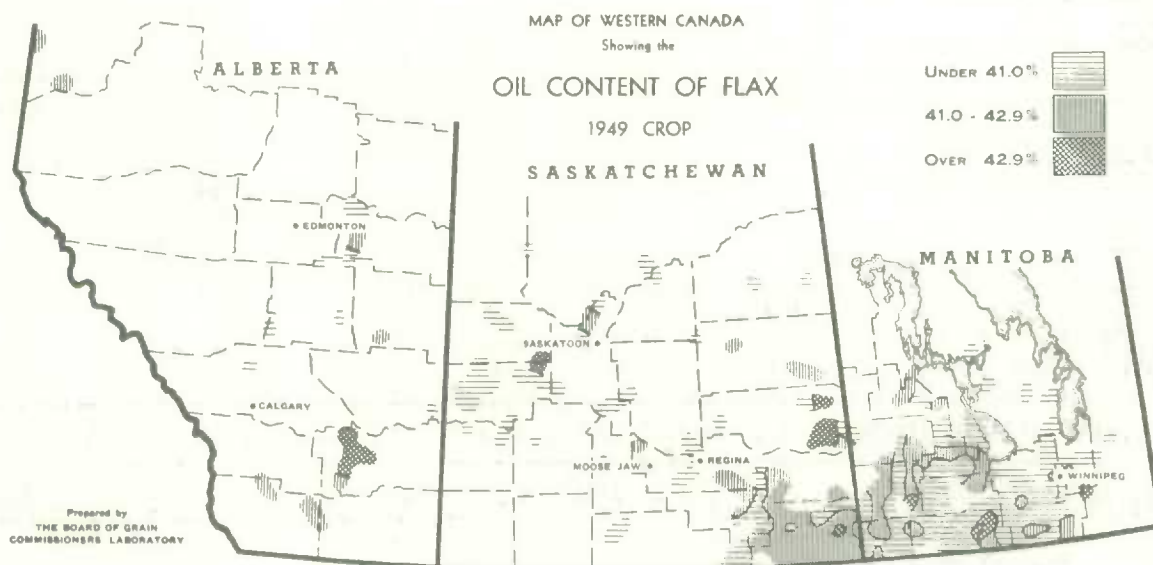 MAP OF WESTERN CANADA
Showing the
OIL CONTENT OF FLAX
1949 CROP
UNDER 41.0%
41.0 - 42.9%
OVER 42.9%
ALBERTA
SASKATCHEWAN
MANITOBA
EDMONTON
SASKATOON
CALGARY
MOOSE JAW
REGINA
WINNIPEG
Prepared by
THE BOARD OF GRAIN
COMMISSIONERS LABORATORY